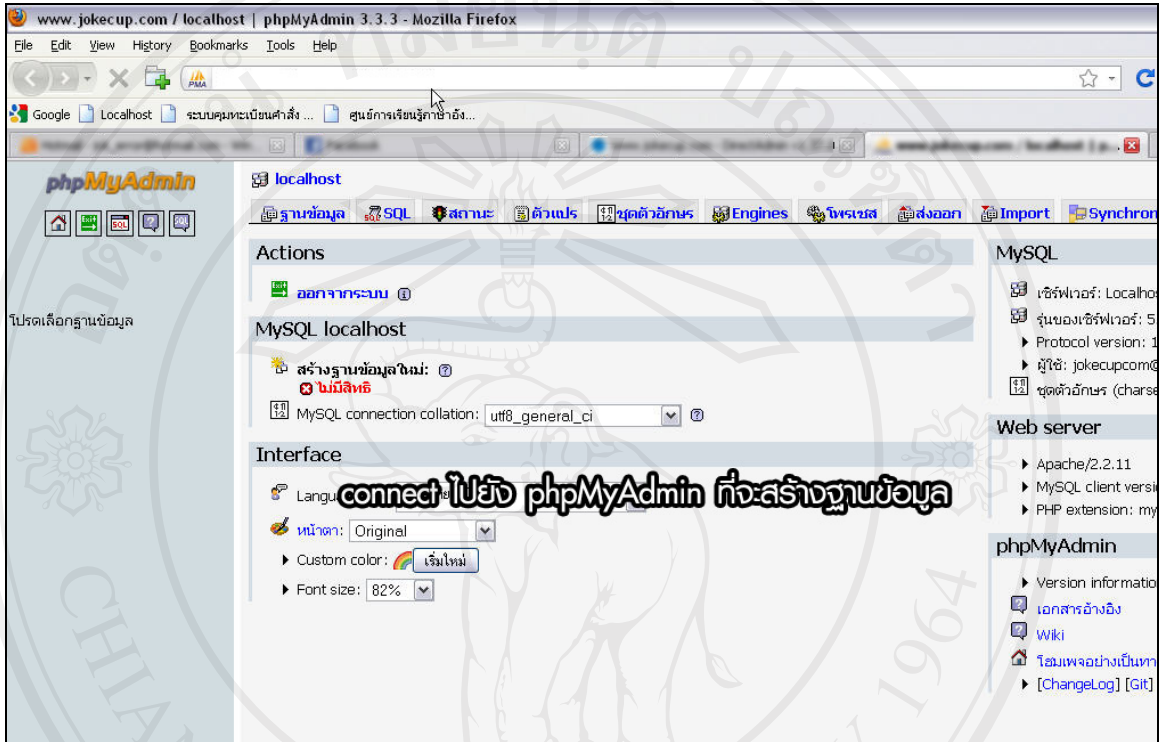 www.jokecup.com / localhost | phpMyAdmin 3.3.3 - Mozilla Firefox
File Edit View History Bookmarks Tools Help
PMA
Google Localhost ระบบคุมทะเบียนคำสั่ง ... ศูนย์การเรียนรู้ภาษาอัง...
phpMyAdmin
โปรดเลือกฐานข้อมูล
localhost
ฐานข้อมูล SQL สถานะ ตัวแปร ชุดตัวอักษร Engines โพรเซส ส่งออก Import Synchron
Actions
ออกจากระบบ
MySQL localhost
สร้างฐานข้อมูลใหม่:
ไม่มีสิทธิ
MySQL connection collation: utf8_general_ci
Interface
Langu
connect ไปยัง phpMyAdmin ที่จะสร้างฐานข้อมูล
หน้าตา: Original
Custom color: เริ่มใหม่
Font size: 82%
MySQL
เซิร์ฟเวอร์: Localhos
รุ่นของเซิร์ฟเวอร์: 5
Protocol version: 1
ผู้ใช้: jokecupcom@
ชุดตัวอักษร (charse
Web server
Apache/2.2.11
MySQL client versi
PHP extension: my
phpMyAdmin
Version informatio
เอกสารอ้างอิง
Wiki
โฮมเพจอย่างเป็นทา
[ChangeLog] [Git]